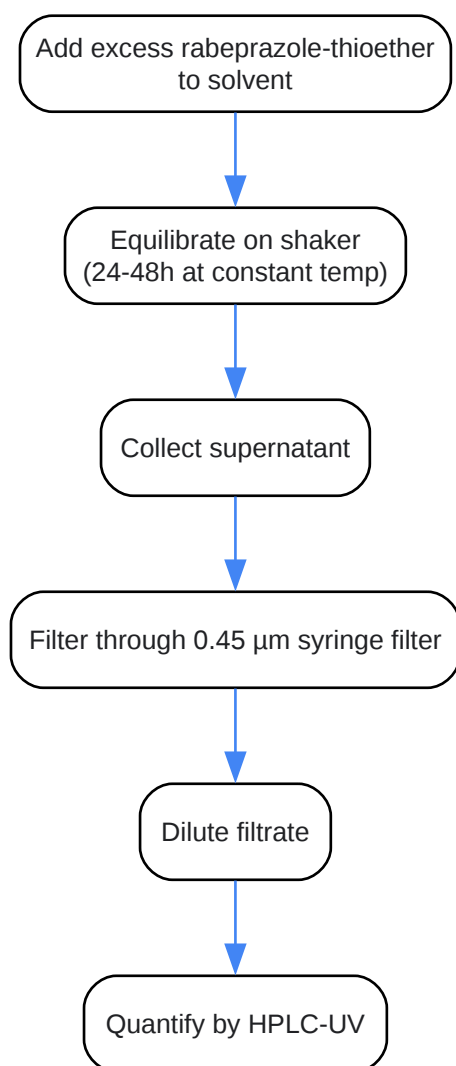 Add excess rabeprazole-thioether
to solvent
Equilibrate on shaker
(24-48h at constant temp)
Collect supernatant
Filter through 0.45 µm syringe filter
Dilute filtrate
Quantify by HPLC-UV